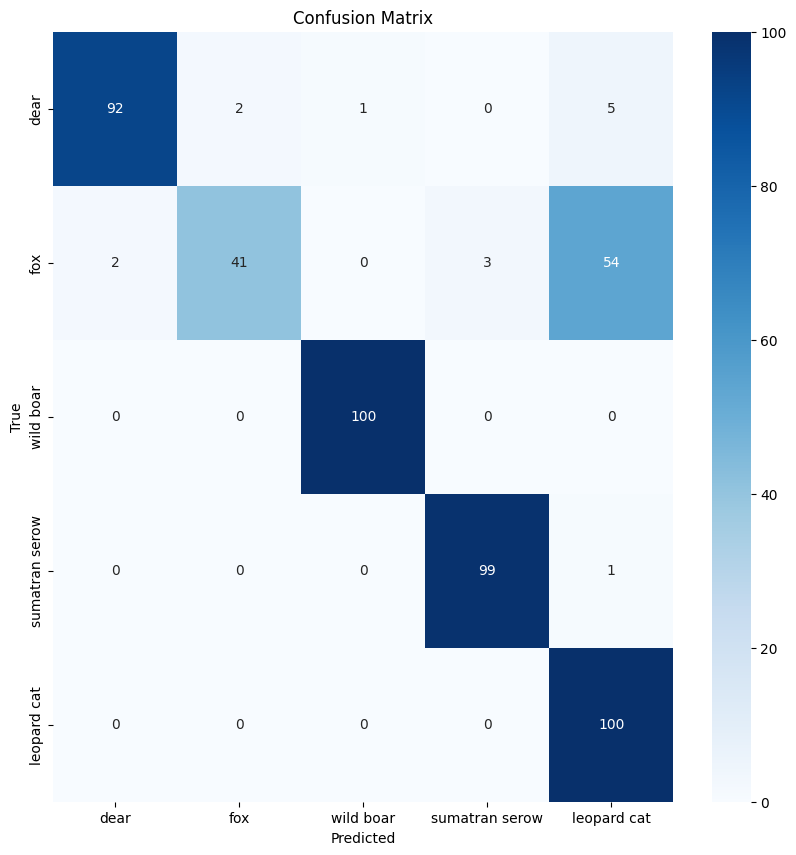 Confusion Matrix
dear 92 2 1 0 5
fox 2 41 0 3 54
wild boar 0 0 100 0 0
sumatran serow 0 0 0 99 1
leopard cat 0 0 0 0 100
True
dear fox wild boar sumatran serow leopard cat
Predicted
100
80
60
40
20
0